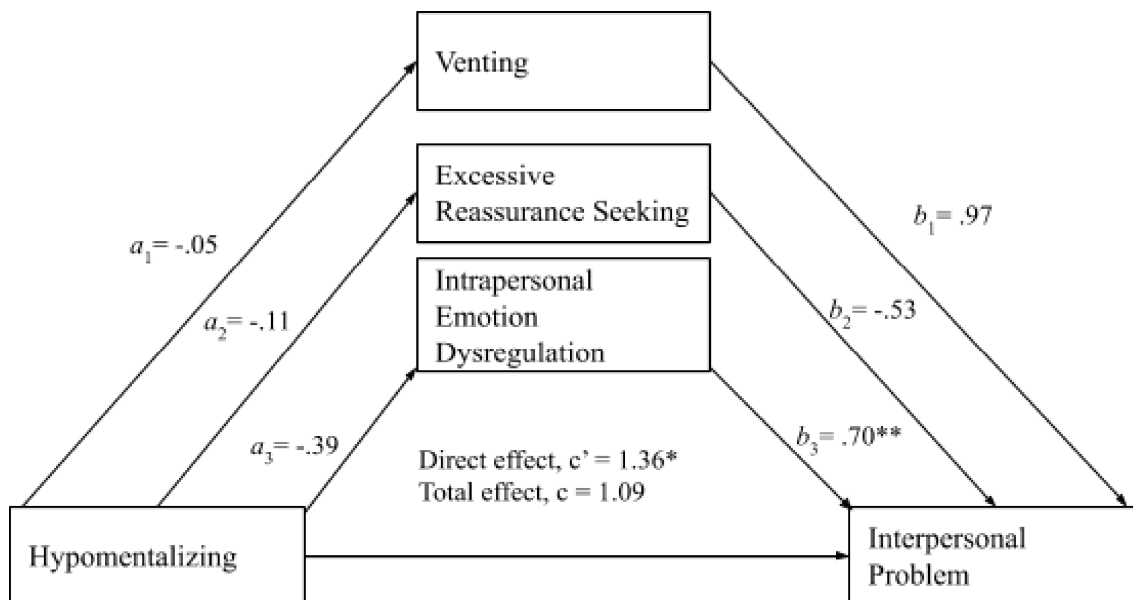 Venting
Excessive
Reassurance Seeking
Intrapersonal
Emotion
Dysregulation
a₁= -.05
b₁= .97
a₂= -.11
b₂= -.53
a₃= -.39
b₃= .70**
Direct effect, c’ = 1.36*
Total effect, c = 1.09
Hypomentalizing
Interpersonal
Problem